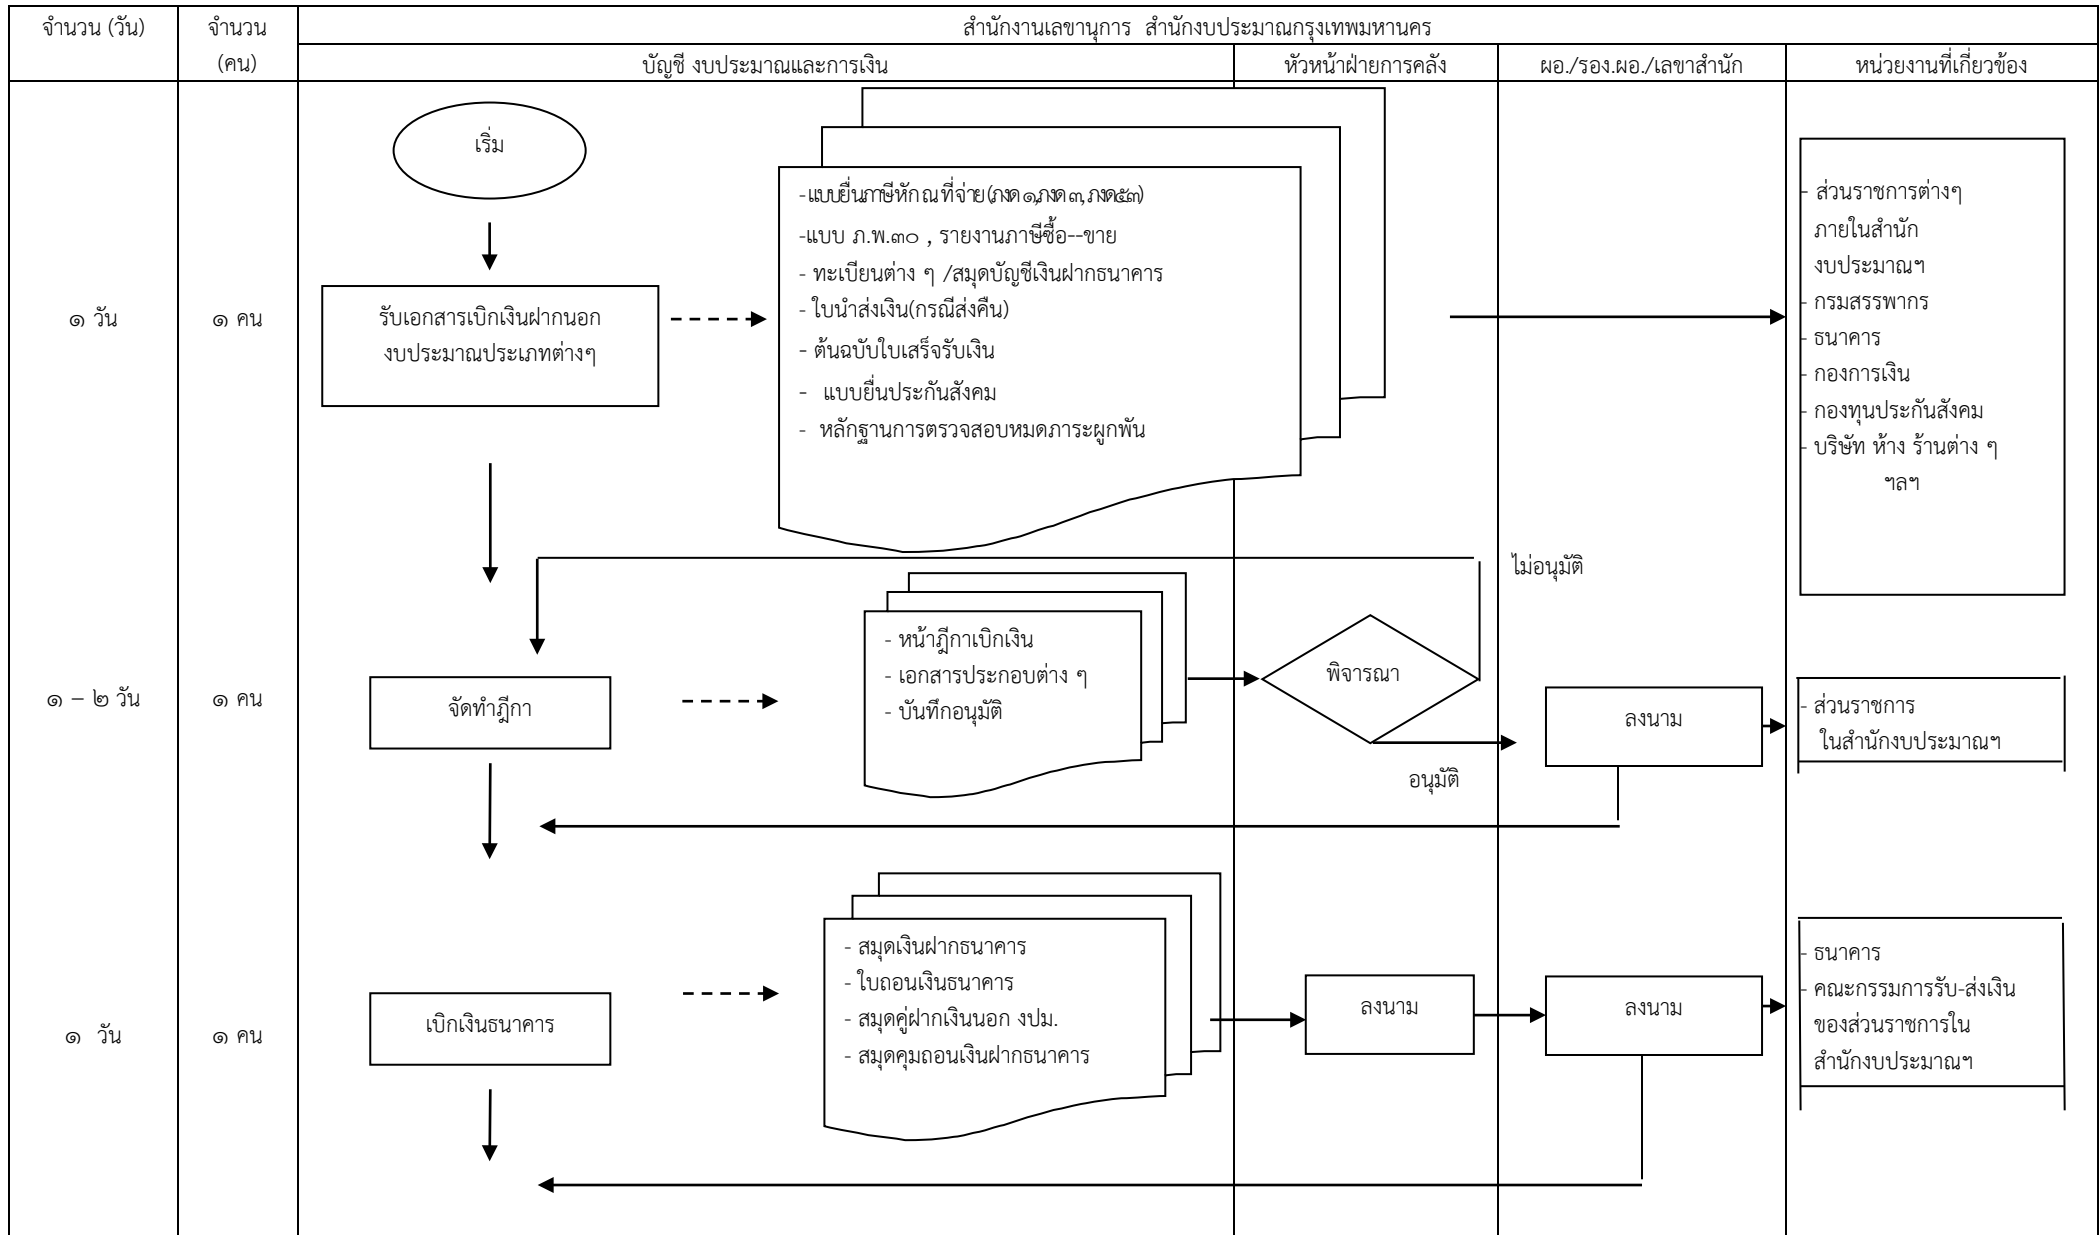 จำนวน (วัน)
จำนวน
(คน)
สำนักงานเลขานุการ สำนักงบประมาณกรุงเทพมหานคร
บัญชี งบประมาณและการเงิน
หัวหน้าฝ่ายการคลัง
ผอ./รอง.ผอ./เลขาสำนัก
หน่วยงานที่เกี่ยวข้อง
เริ่ม
๑ วัน
๑ คน
รับเอกสารเบิกเงินฝากนอก
งบประมาณประเภทต่างๆ
-แบบยื่นภาษีหัก ณ ที่จ่าย(ภงด๑,ภงด๓,ภงด๕๓)
-แบบ ภ.พ.๓๐ , รายงานภาษีซื้อ--ขาย
- ทะเบียนต่าง ๆ /สมุดบัญชีเงินฝากธนาคาร
- ใบนำส่งเงิน(กรณีส่งคืน)
- ต้นฉบับใบเสร็จรับเงิน
- แบบยื่นประกันสังคม
- หลักฐานการตรวจสอบหมดภาระผูกพัน
- ส่วนราชการต่างๆ
ภายในสำนัก
งบประมาณฯ
- กรมสรรพากร
- ธนาคาร
- กองการเงิน
- กองทุนประกันสังคม
- บริษัท ห้าง ร้านต่าง ๆ
ฯลฯ
ไม่อนุมัติ
๑ – ๒ วัน
๑ คน
จัดทำฎีกา
- หน้าฎีกาเบิกเงิน
- เอกสารประกอบต่าง ๆ
- บันทึกอนุมัติ
พิจารณา
อนุมัติ
ลงนาม
- ส่วนราชการ
ในสำนักงบประมาณฯ
๑ วัน
๑ คน
เบิกเงินธนาคาร
- สมุดเงินฝากธนาคาร
- ใบถอนเงินธนาคาร
- สมุดคู่ฝากเงินนอก งปม.
- สมุดคุมถอนเงินฝากธนาคาร
ลงนาม
ลงนาม
- ธนาคาร
- คณะกรรมการรับ-ส่งเงิน
ของส่วนราชการใน
สำนักงบประมาณฯ